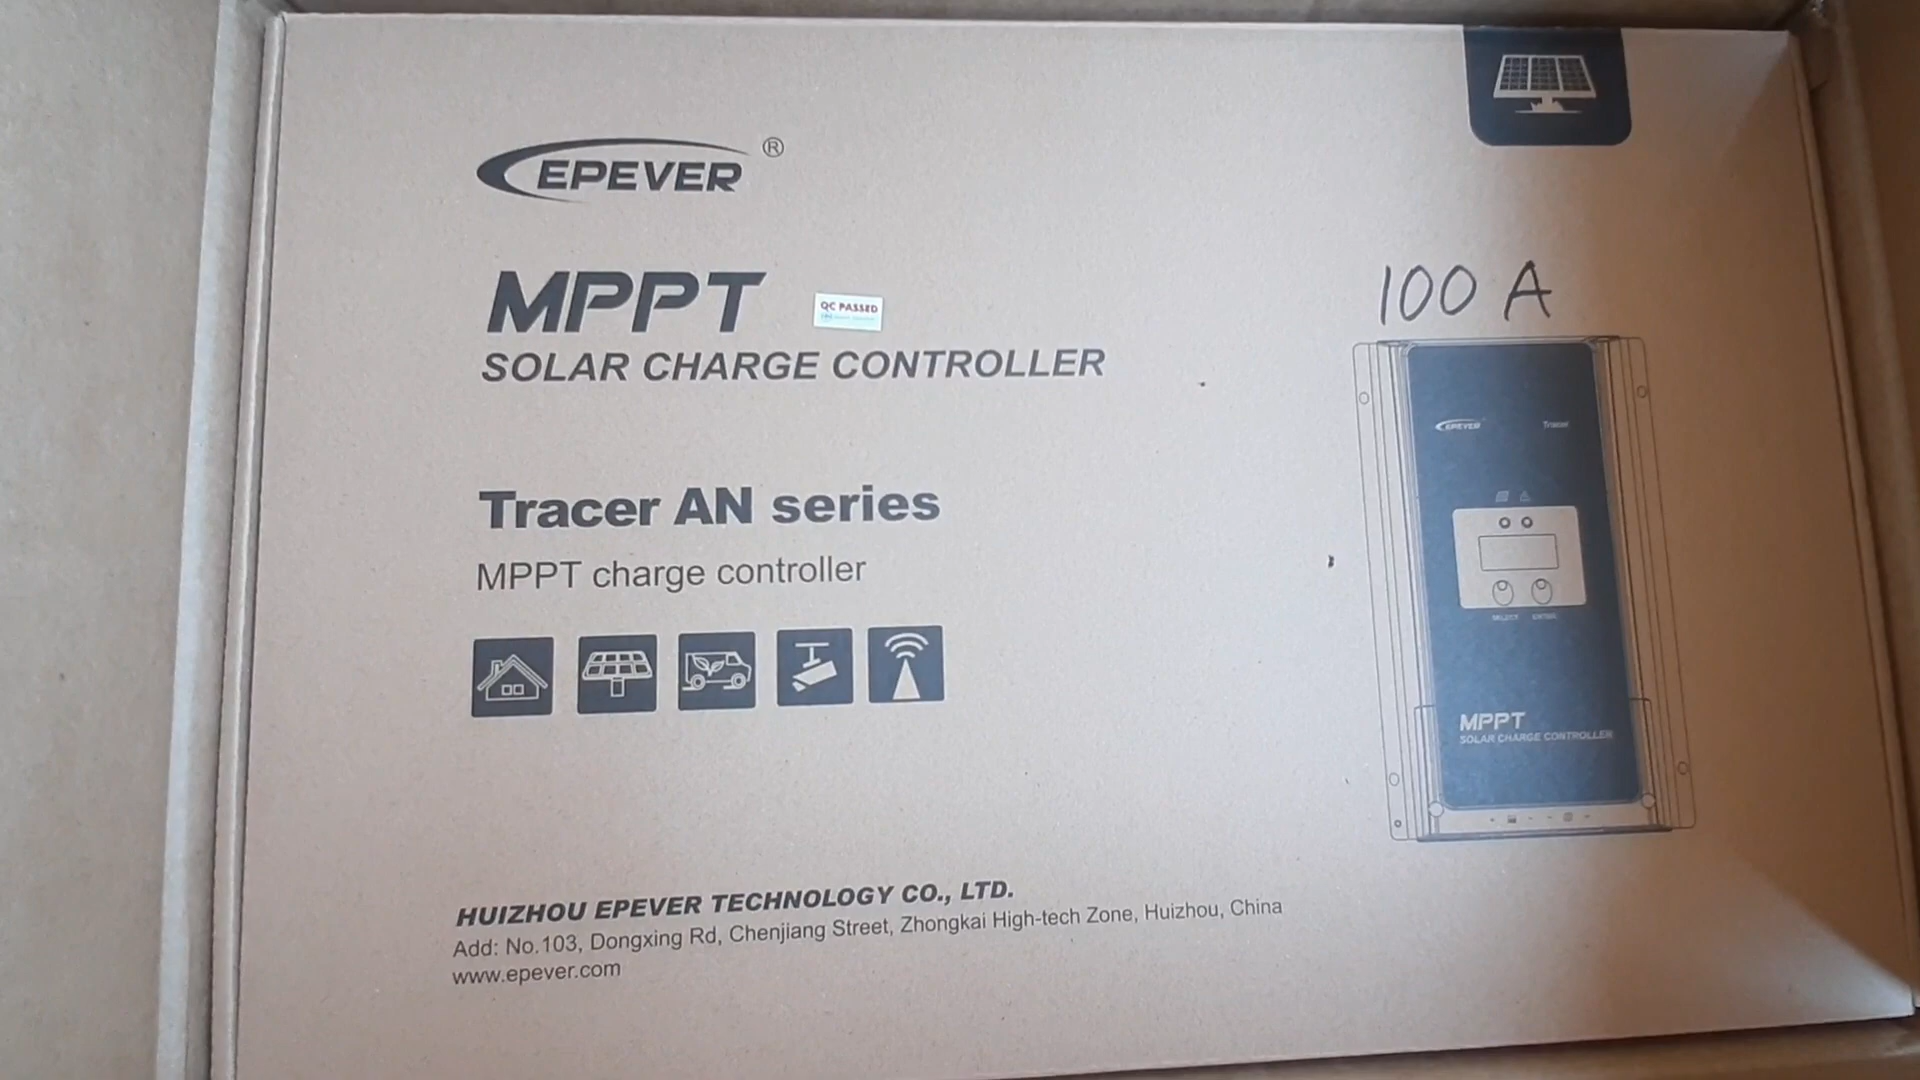 EPEVER ®
MPPT
QC PASSED
SOLAR CHARGE CONTROLLER
Tracer AN series
MPPT charge controller
100 A
EPEVER Tracer
SELECT ENTER
MPPT
SOLAR CHARGE CONTROLLER
HUIZHOU EPEVER TECHNOLOGY CO., LTD.
Add: No.103, Dongxing Rd, Chenjiang Street, Zhongkai High-tech Zone, Huizhou, China
www.epever.com